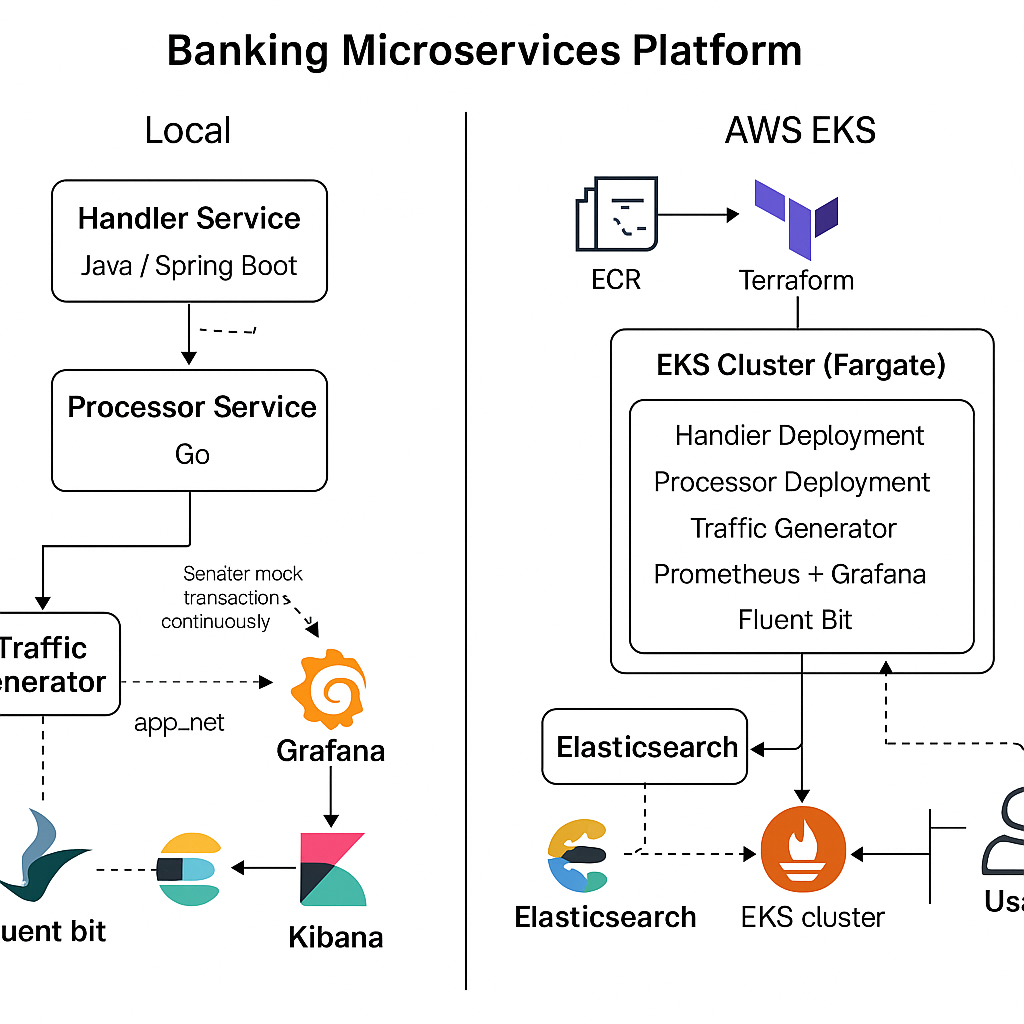 Banking Microservices Platform
Local
Handler Service
Java / Spring Boot
Processor Service
Go
Senater mock
transaction
continuously
Traffic
enerator
app_net
Grafana
uent bit
Kibana
AWS EKS
ECR
Terraform
EKS Cluster (Fargate)
Handier Deployment
Processor Deployment
Traffic Generator
Prometheus + Grafana
Fluent Bit
Elasticsearch
Elasticsearch
EKS cluster
Usa